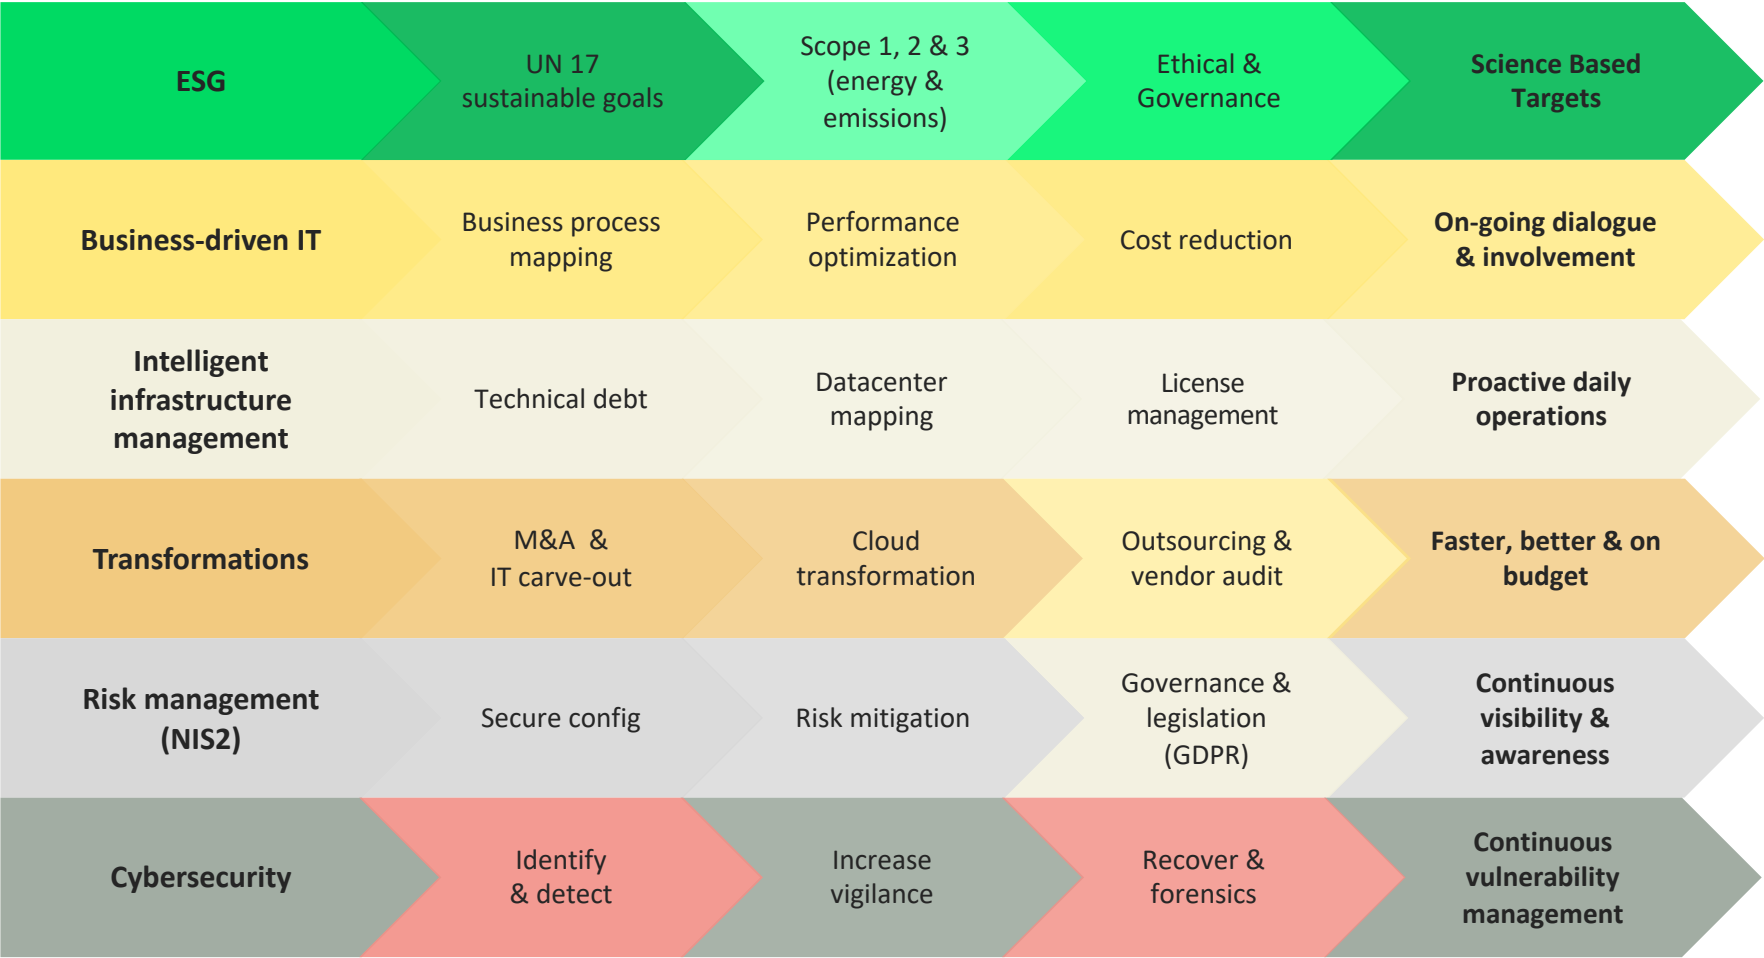 ESG
UN 17
sustainable goals
Scope 1, 2 & 3
(energy &
emissions)
Ethical &
Governance
Science Based
Targets
Business-driven IT
Business process
mapping
Performance
optimization
Cost reduction
On-going dialogue
& involvement
Intelligent
infrastructure
management
Technical debt
Datacenter
mapping
License
management
Proactive daily
operations
Transformations
M&A &
IT carve-out
Cloud
transformation
Outsourcing &
vendor audit
Faster, better & on
budget
Risk management
(NIS2)
Secure config
Risk mitigation
Governance &
legislation
(GDPR)
Continuous
visibility &
awareness
Cybersecurity
Identify
& detect
Increase
vigilance
Recover &
forensics
Continuous
vulnerability
management